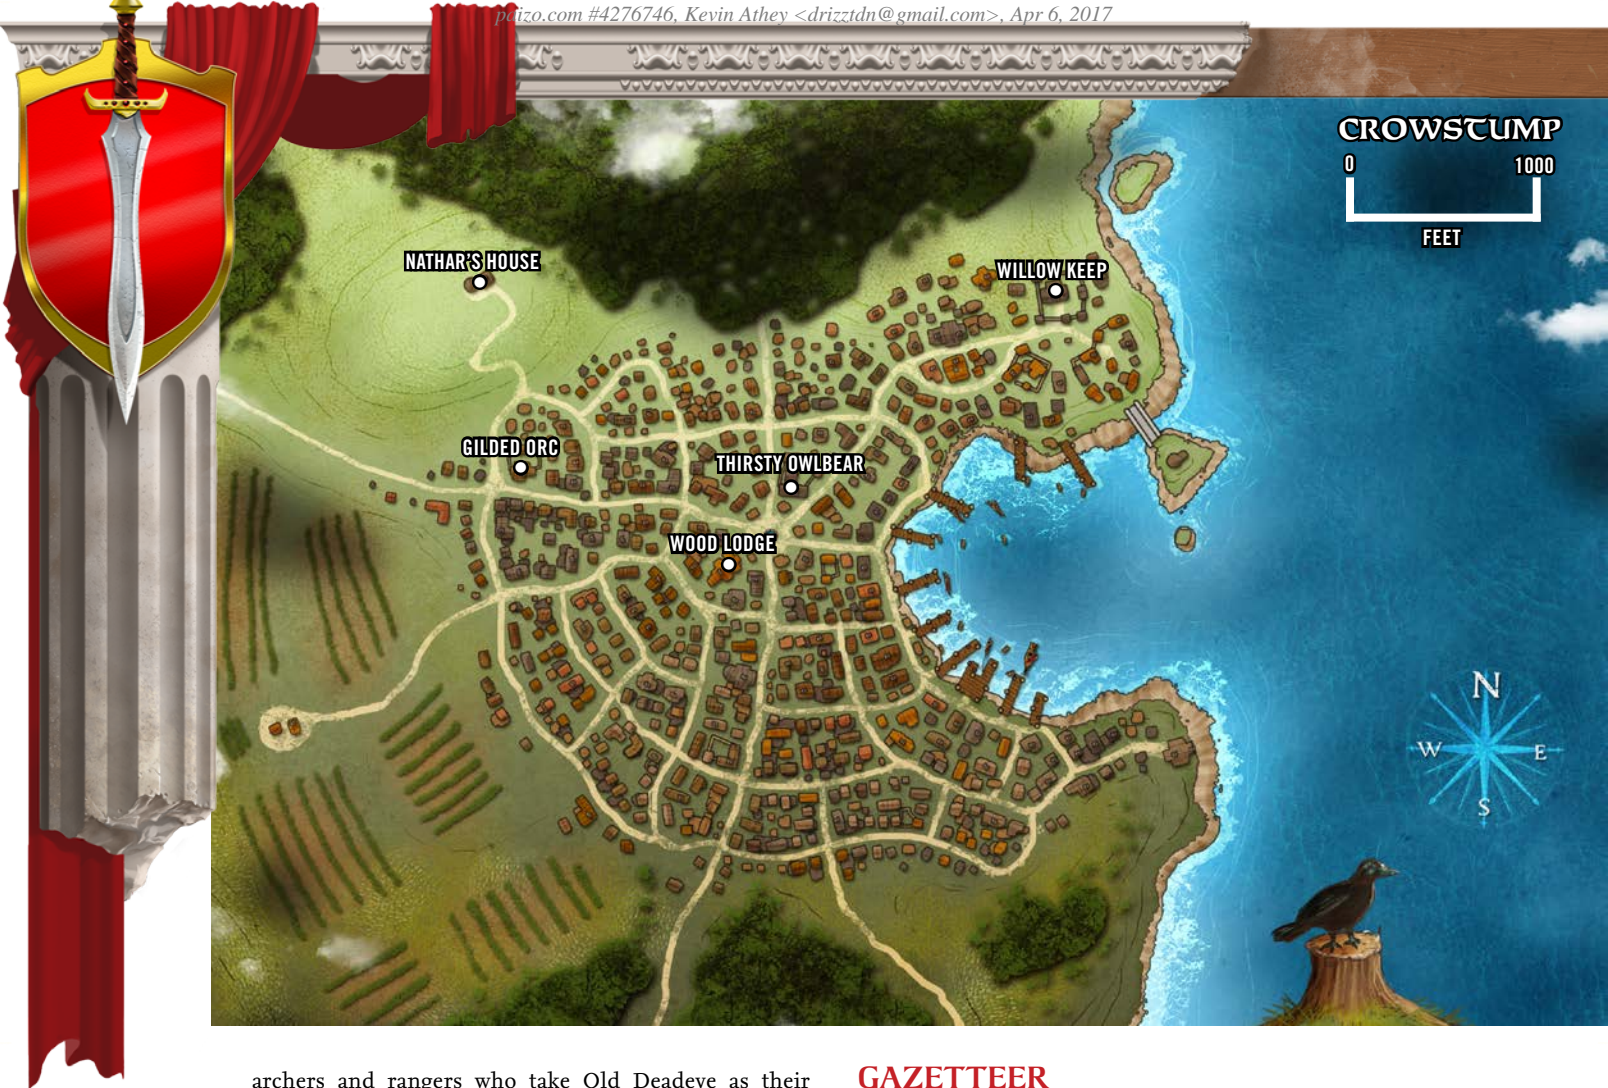 paizo.com #4276746, Kevin Athey <drizztdn@gmail.com>, Apr 6, 2017
CROWSTUMP
0 1000
FEET
NATHAR'S HOUSE
WILLOW KEEP
GILDED ORC
THIRSTY OWLBEAR
WOOD LODGE
N
W E
S
archers and rangers who take Old Deadeye as their
GAZETTEER